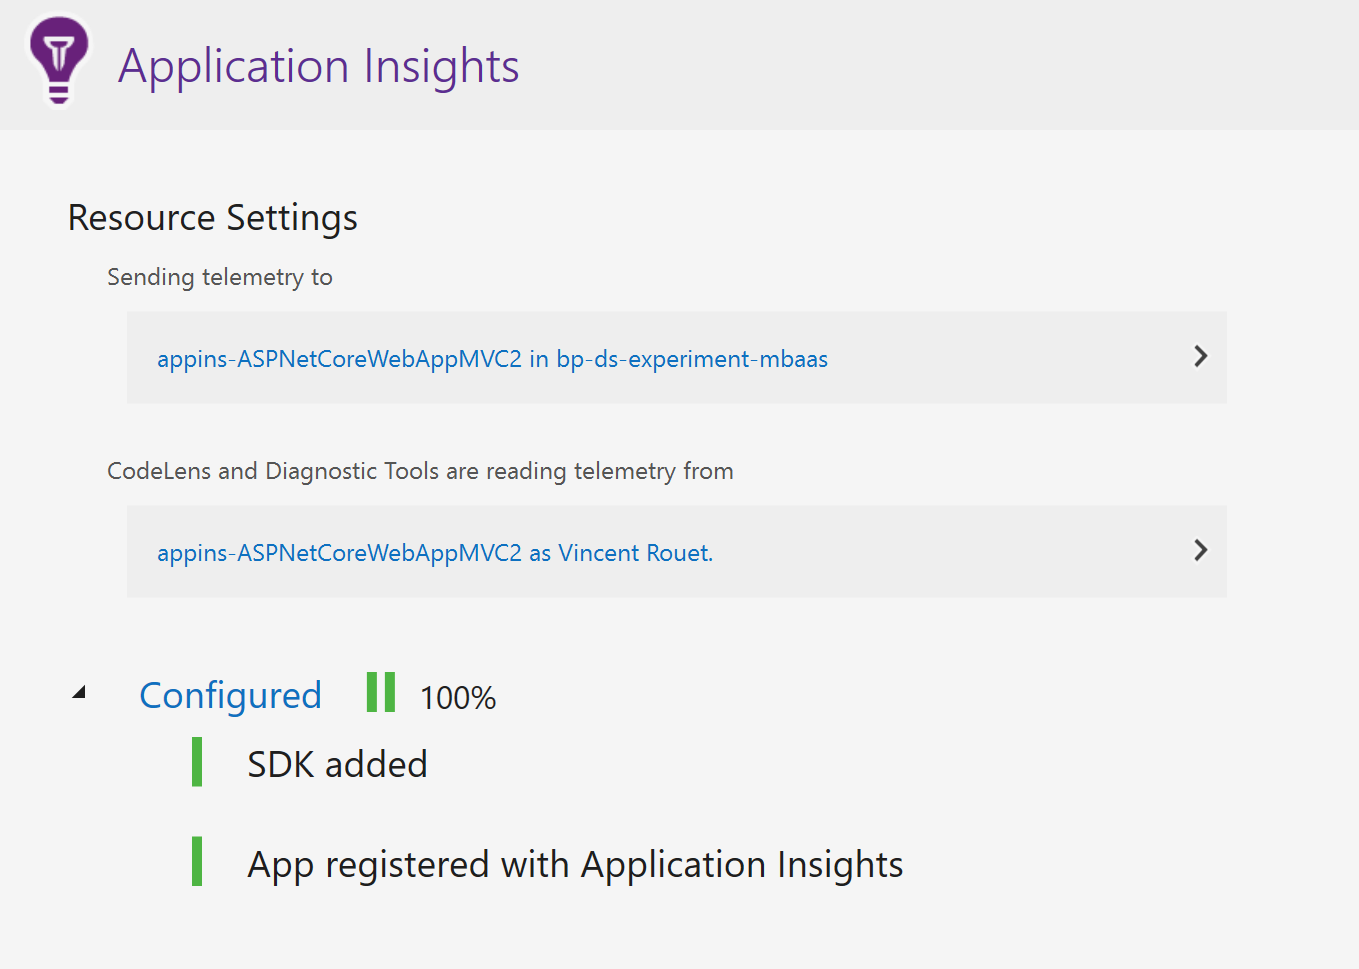 Application Insights
Resource Settings
Sending telemetry to
appins-ASPNetCoreWebAppMVC2 in bp-ds-experiment-mbaas
CodeLens and Diagnostic Tools are reading telemetry from
appins-ASPNetCoreWebAppMVC2 as Vincent Rouet.
Configured 100%
SDK added
App registered with Application Insights